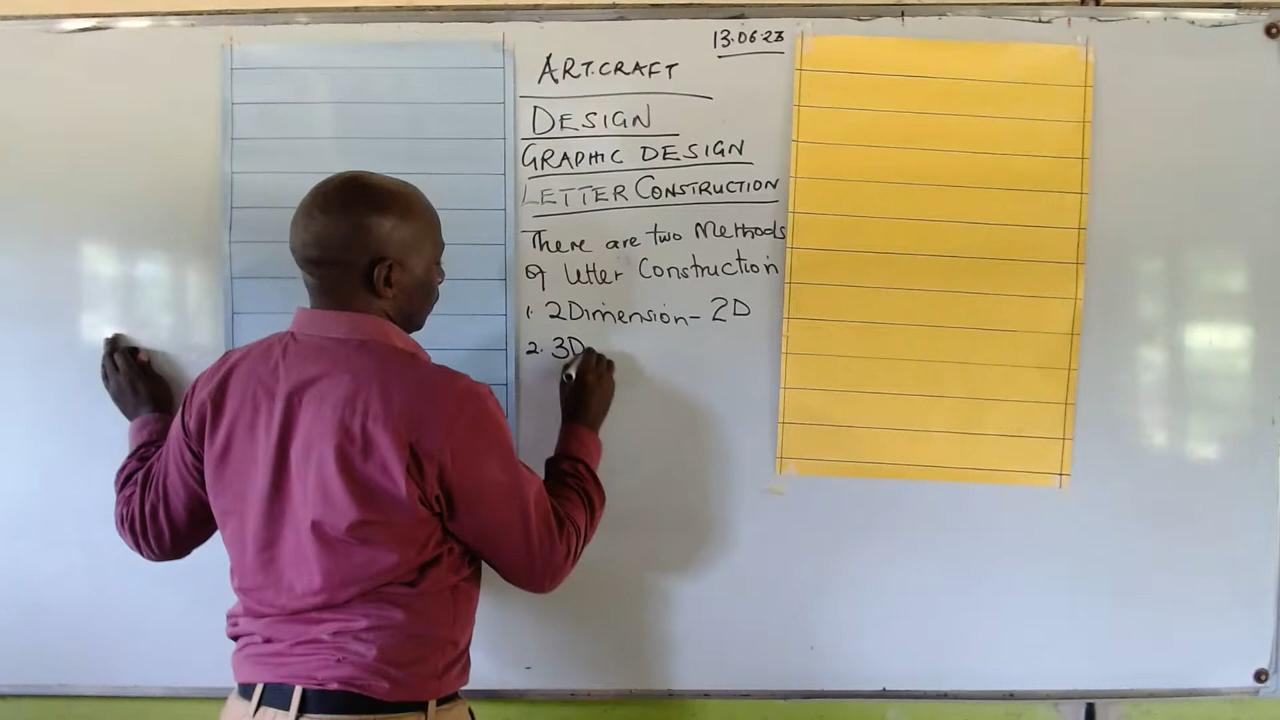 13.06.23
ART.CRAFT
DESIGN
GRAPHIC DESIGN
LETTER CONSTRUCTION
There are two Methods
Of letter Construction
1. 2Dimension - 2D
2. 3D